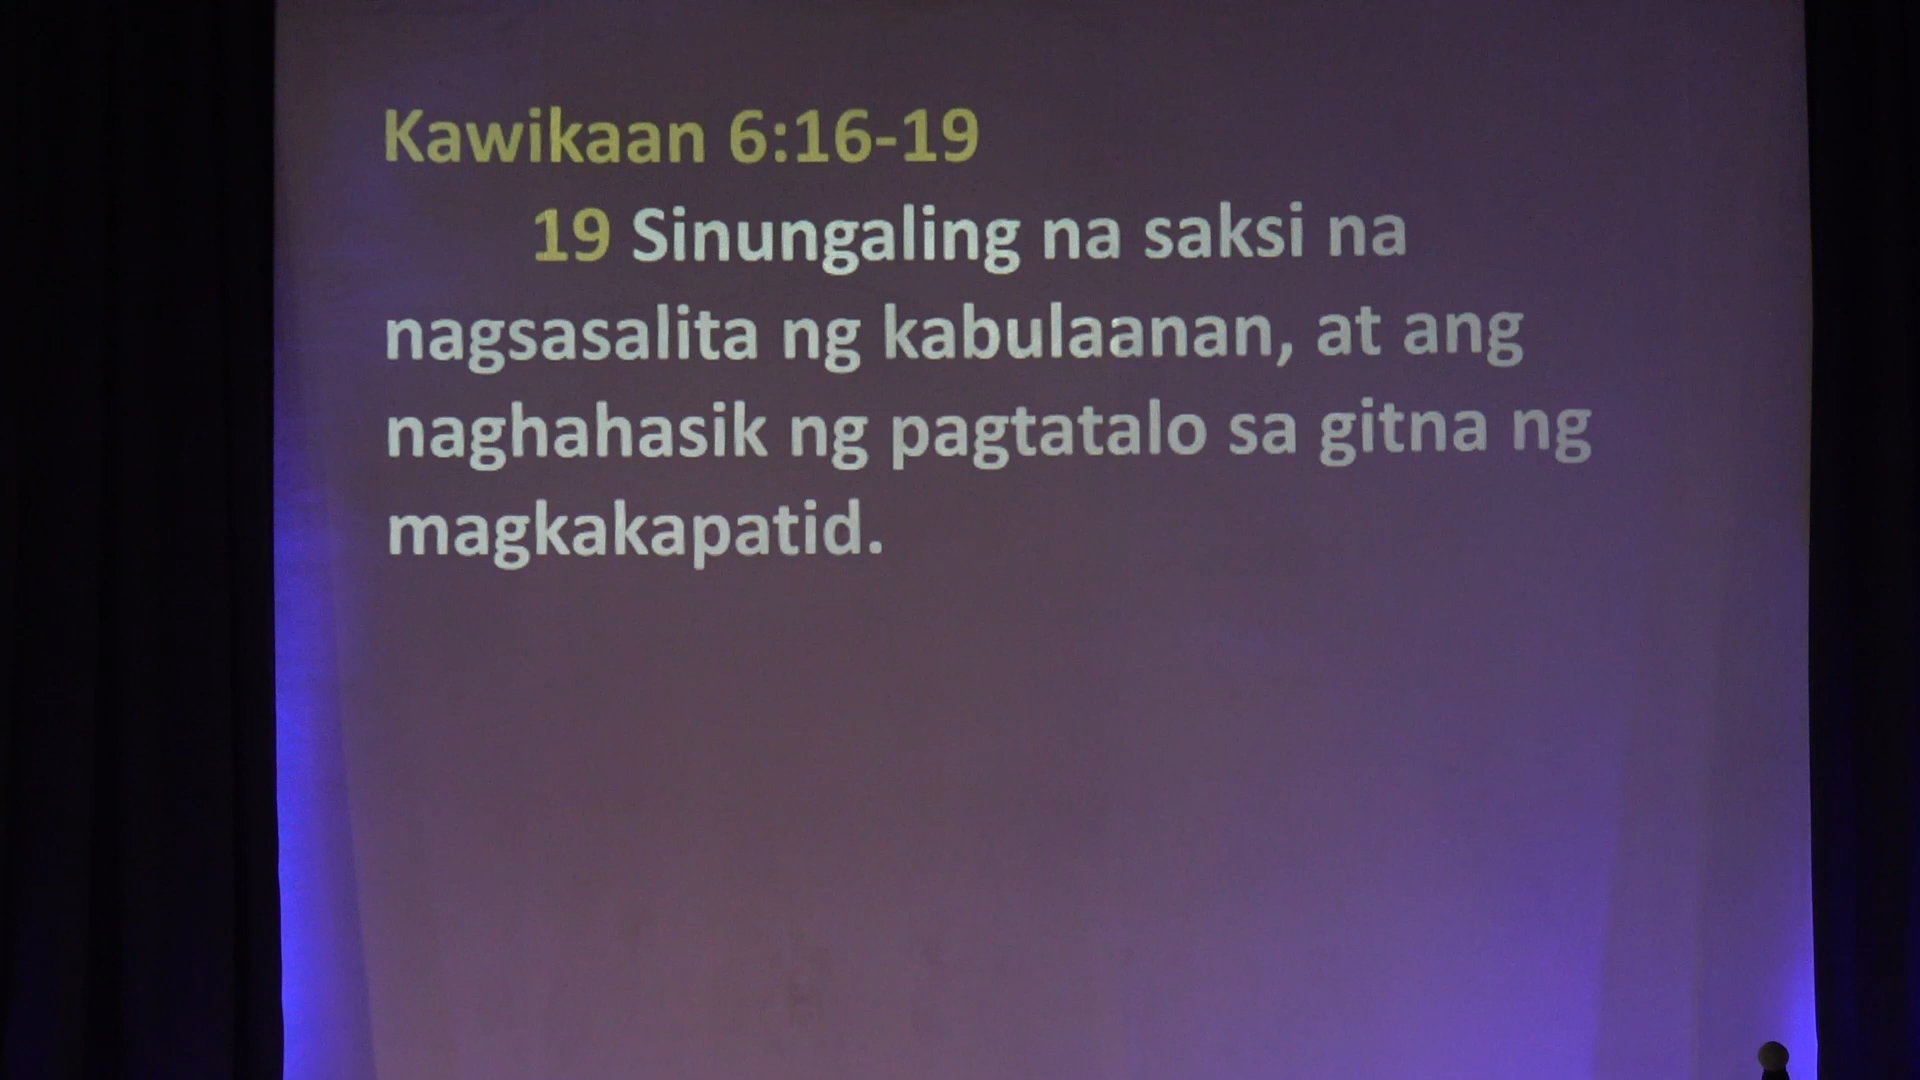 Kawikaan 6:16-19
19 Sinungaling na saksi na
nagsasalita ng kabulaanan, at ang
naghahasik ng pagtatalo sa gitna ng
magkakapatid.